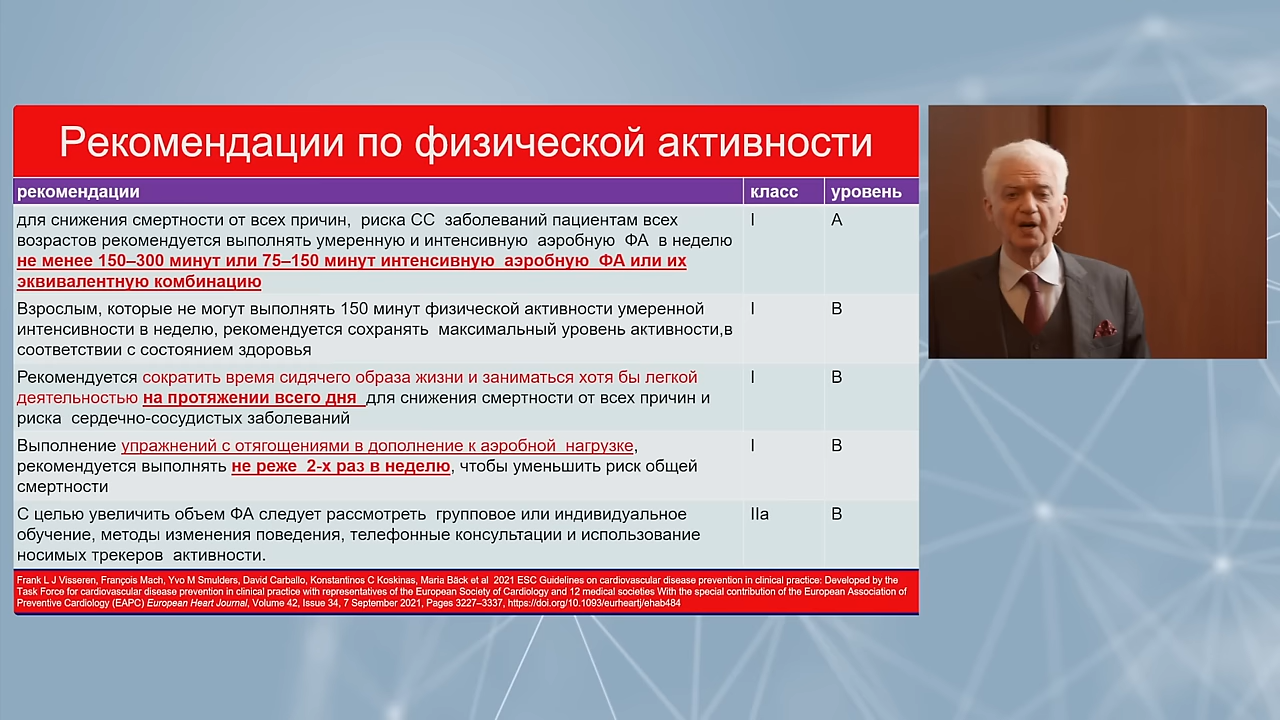 Рекомендации по физической активности
рекомендации класс уровень
для снижения смертности от всех причин, риска СС заболеваний пациентам всех I A
возрастов рекомендуется выполнять умеренную и интенсивную аэробную ФА в неделю
не менее 150–300 минут или 75–150 минут интенсивную аэробную ФА или их
эквивалентную комбинацию
Взрослым, которые не могут выполнять 150 минут физической активности умеренной I B
интенсивности в неделю, рекомендуется сохранять максимальный уровень активности,в
соответствии с состоянием здоровья
Рекомендуется сократить время сидячего образа жизни и заниматься хотя бы легкой I B
деятельностью на протяжении всего дня для снижения смертности от всех причин и
риска сердечно-сосудистых заболеваний
Выполнение упражнений с отягощениями в дополнение к аэробной нагрузке, I B
рекомендуется выполнять не реже 2-х раз в неделю, чтобы уменьшить риск общей
смертности
С целью увеличить объем ФА следует рассмотреть групповое или индивидуальное IIa B
обучение, методы изменения поведения, телефонные консультации и использование
носимых трекеров активности.
Frank L J Visseren, François Mach, Yvo M Smulders, David Carballo, Konstantinos C Koskinas, Maria Bäck et al 2021 ESC Guidelines on cardiovascular disease prevention in clinical practice: Developed by the
Task Force for cardiovascular disease prevention in clinical practice with representatives of the European Society of Cardiology and 12 medical societies With the special contribution of the European Association of
Preventive Cardiology (EAPC) European Heart Journal, Volume 42, Issue 34, 7 September 2021, Pages 3227–3337, https://doi.org/10.1093/eurheartj/ehab484